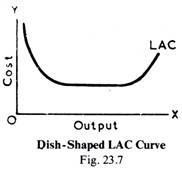 Y
LAC
Cost
O
X
Output
Dish-Shaped LAC Curve
Fig. 23.7